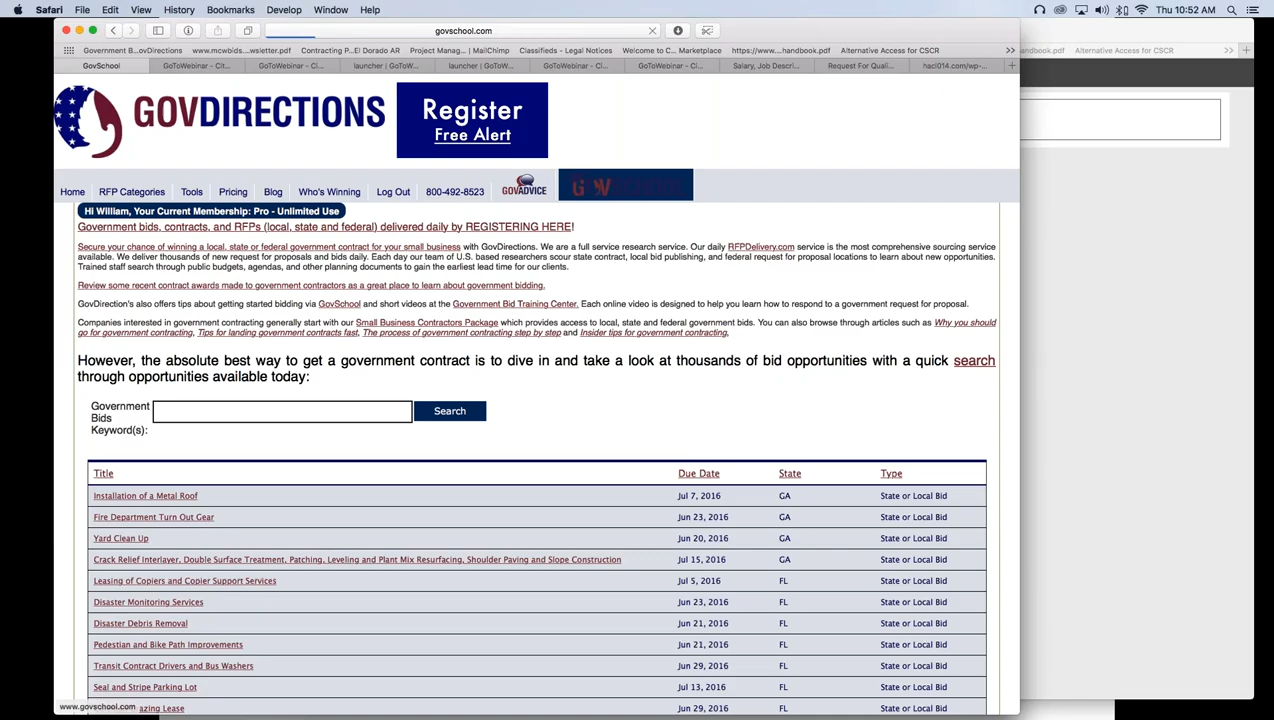 Safari File Edit View History Bookmarks Develop Window Help Thu 10:52 AM
govschool.com
Government B...ovDirections www.mcwbids...wsletter.pdf Contracting P...El Dorado AR Project Manag... | MailChimp Classifieds - Legal Notices Welcome to C... Marketplace https://www....handbook.pdf Alternative Access for CSCR >> andbook.pdf Alternative Access for CSCR >>
GovSchool GoToWebinar - Cit... GoToWebinar - Ci... launcher | GoToW... launcher | GoToW... GoToWebinar - Ci... GoToWebinar - Ci... Salary, Job Descri... Request For Quali... hacl014.com/wp-...
GOVDIRECTIONS
Register
Free Alert
Home RFP Categories Tools Pricing Blog Who's Winning Log Out 800-492-8523 GOVADVICE
Hi William, Your Current Membership: Pro - Unlimited Use
Government bids, contracts, and RFPs (local, state and federal) delivered daily by REGISTERING HERE!
Secure your chance of winning a local, state or federal government contract for your small business with GovDirections. We are a full service research service. Our daily RFPDelivery.com service is the most comprehensive sourcing service
available. We deliver thousands of new request for proposals and bids daily. Each day our team of U.S. based researchers scour state contract, local bid publishing, and federal request for proposal locations to learn about new opportunities.
Trained staff search through public budgets, agendas, and other planning documents to gain the earliest lead time for our clients.
Review some recent contract awards made to government contractors as a great place to learn about government bidding.
GovDirection's also offers tips about getting started bidding via GovSchool and short videos at the Government Bid Training Center. Each online video is designed to help you learn how to respond to a government request for proposal.
Companies interested in government contracting generally start with our Small Business Contractors Package which provides access to local, state and federal government bids. You can also browse through articles such as Why you should
go for government contracting, Tips for landing government contracts fast, The process of government contracting step by step and Insider tips for government contracting.
However, the absolute best way to get a government contract is to dive in and take a look at thousands of bid opportunities with a quick search
through opportunities available today:
Government
Bids
Keyword(s):
Search
Title Due Date State Type
Installation of a Metal Roof Jul 7, 2016 GA State or Local Bid
Fire Department Turn Out Gear Jun 23, 2016 GA State or Local Bid
Yard Clean Up Jun 20, 2016 GA State or Local Bid
Crack Relief Interlayer, Double Surface Treatment, Patching, Leveling and Plant Mix Resurfacing, Shoulder Paving and Slope Construction Jul 15, 2016 GA State or Local Bid
Leasing of Copiers and Copier Support Services Jul 5, 2016 FL State or Local Bid
Disaster Monitoring Services Jun 23, 2016 FL State or Local Bid
Disaster Debris Removal Jun 21, 2016 FL State or Local Bid
Pedestian and Bike Path Improvements Jun 21, 2016 FL State or Local Bid
Transit Contract Drivers and Bus Washers Jun 29, 2016 FL State or Local Bid
Seal and Stripe Parking Lot Jul 13, 2016 FL State or Local Bid
www.govschool.com azing Lease Jun 29, 2016 FL State or Local Bid